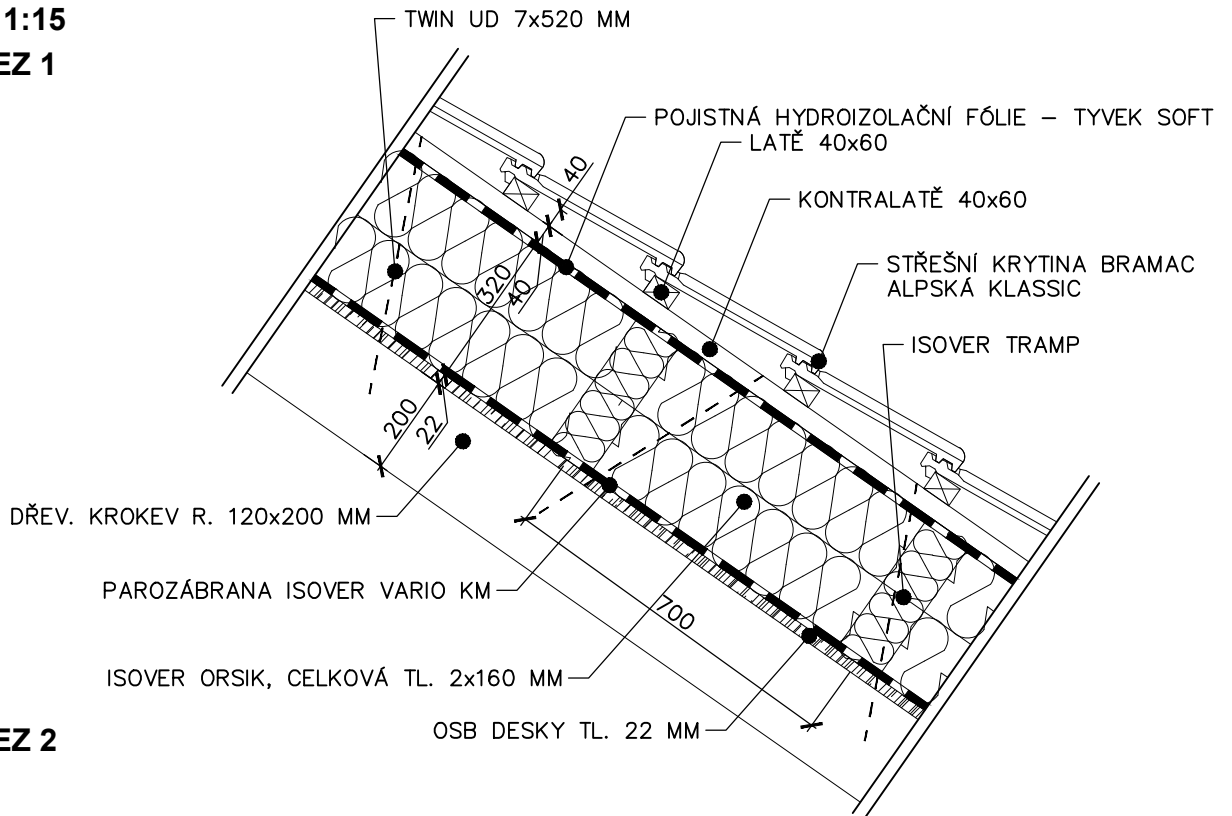 1:15
TWIN UD 7x520 MM
EZ 1
POJISTNÁ HYDROIZOLAČNÍ FÓLIE – TYVEK SOFT
LATĚ 40x60
40
KONTRALATĚ 40x60
STŘEŠNÍ KRYTINA BRAMAC
ALPSKÁ KLASSIC
320
40
ISOVER TRAMP
200
22
DŘEV. KROKEV R. 120x200 MM
PAROZÁBRANA ISOVER VARIO KM
700
ISOVER ORSIK, CELKOVÁ TL. 2x160 MM
OSB DESKY TL. 22 MM
EZ 2